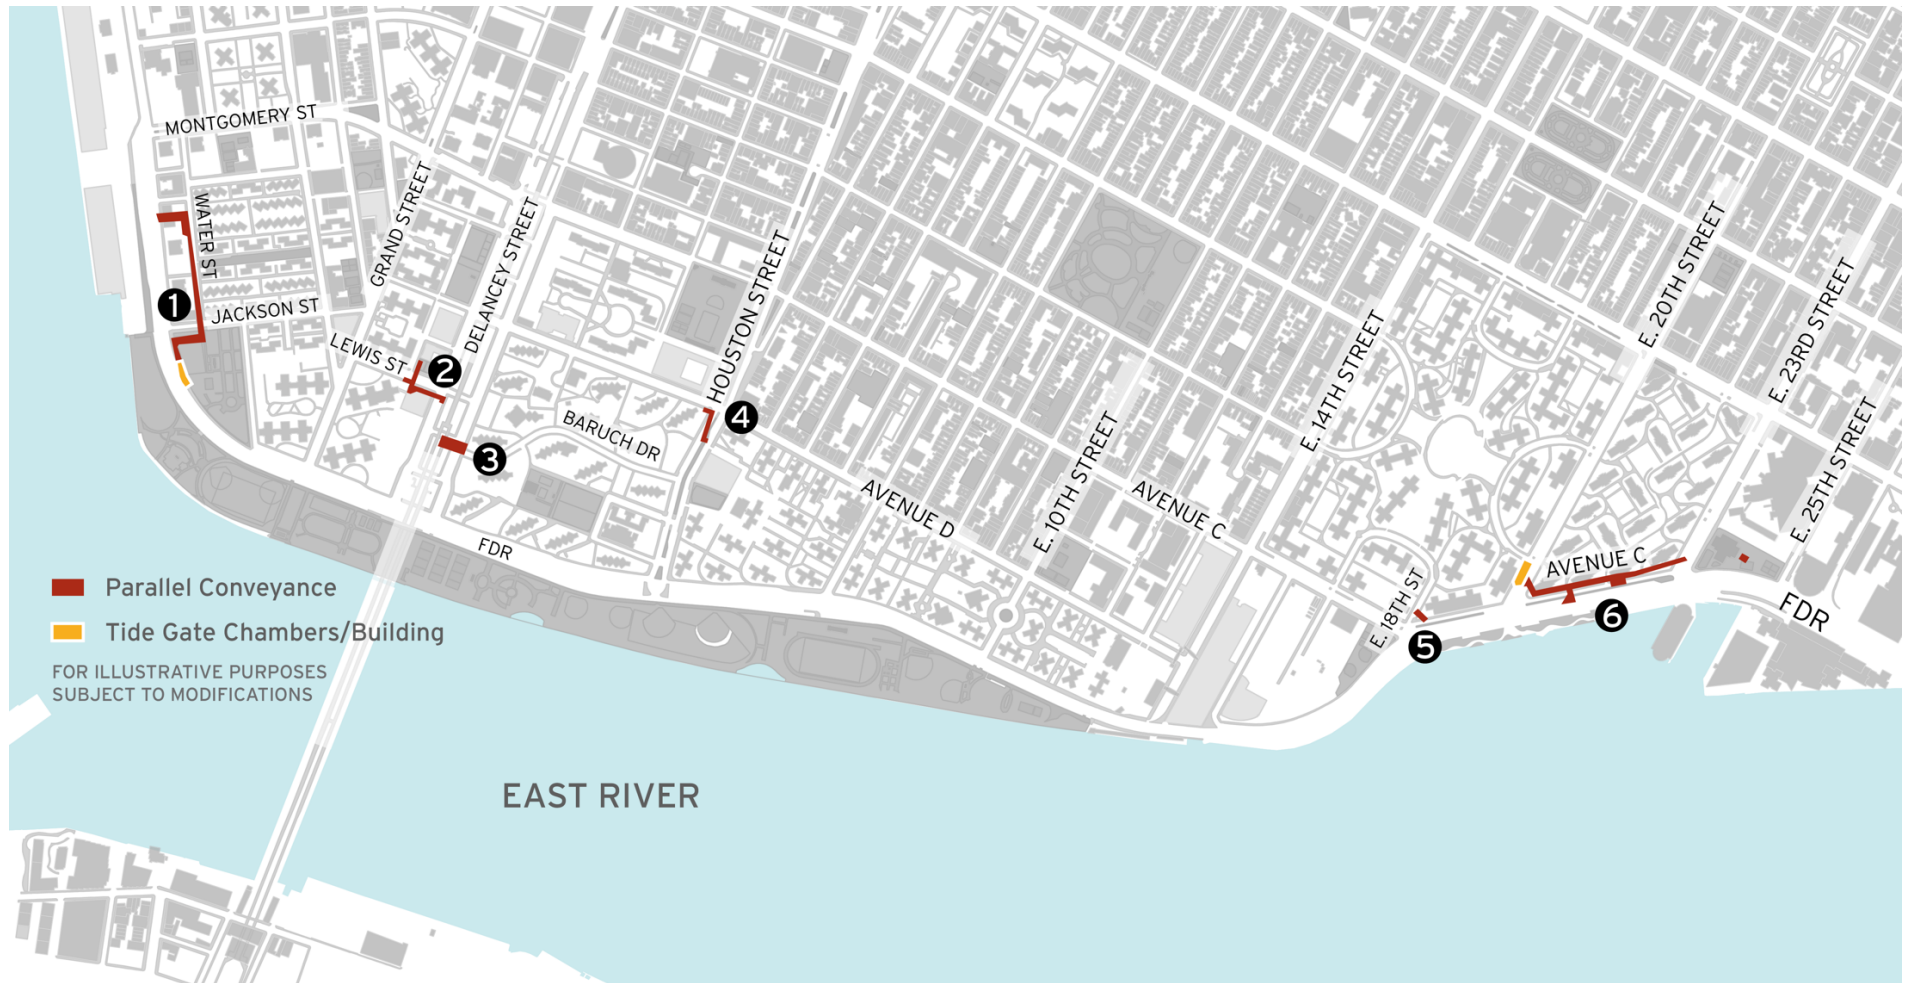 MONTGOMERY ST
WATER ST
GRAND STREET
DELANCEY STREET
HOUSTON STREET
E. 20TH STREET
E. 23RD STREET
1
JACKSON ST
LEWIS ST
2
E. 14TH STREET
4
BARUCH DR
3
E. 10TH STREET
E. 25TH STREET
AVENUE D
AVENUE C
FDR
AVENUE C
E. 18TH ST
6
FDR
5
Parallel Conveyance
Tide Gate Chambers/Building
FOR ILLUSTRATIVE PURPOSES
SUBJECT TO MODIFICATIONS
EAST RIVER